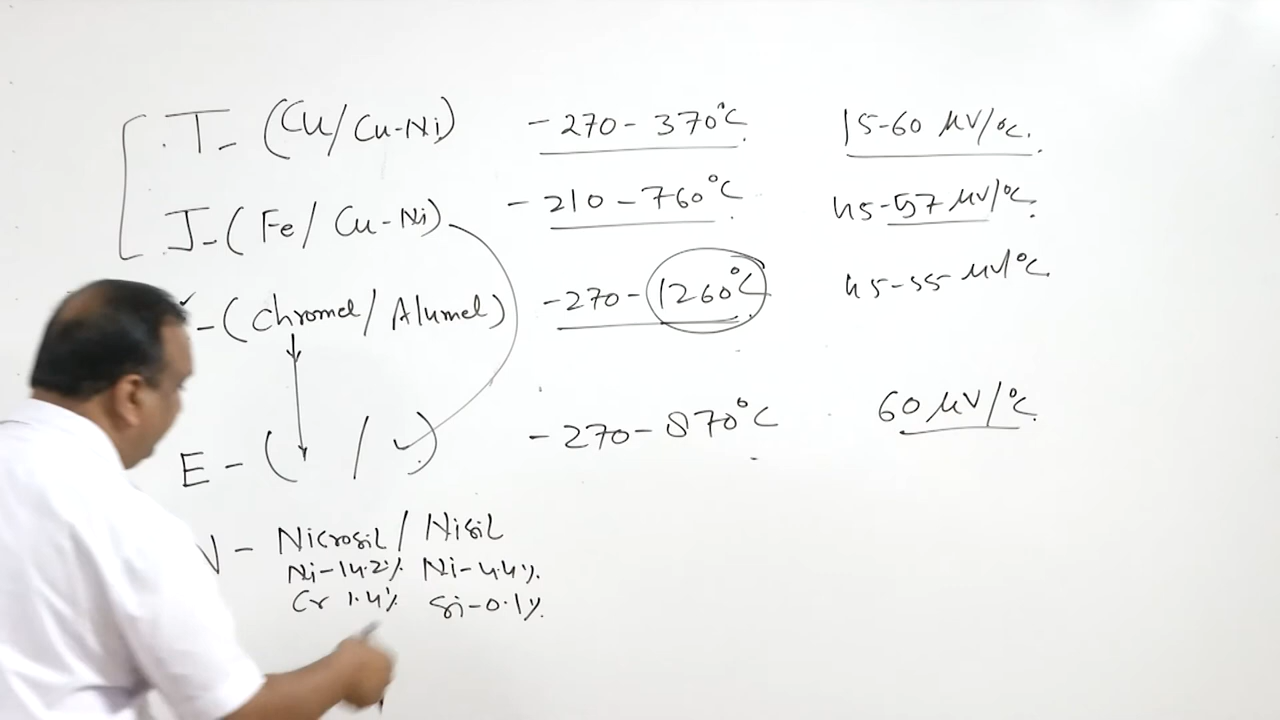 T - (Cu/Cu-Ni) -270 - 370°C. 15-60 μV/°C.
J - (Fe/Cu-Ni) -210 - 760°C. 45-57 μV/°C.
- (Chromel/Alumel) -270 - 1260°C. 45-55 μV/°C.
E - ( / ) -270 - 870°C 60 μV/°C.
- Nicrosil/Nisil
Ni-14.2% Ni-4.4%.
Cr 1.4% Si-0.1%.